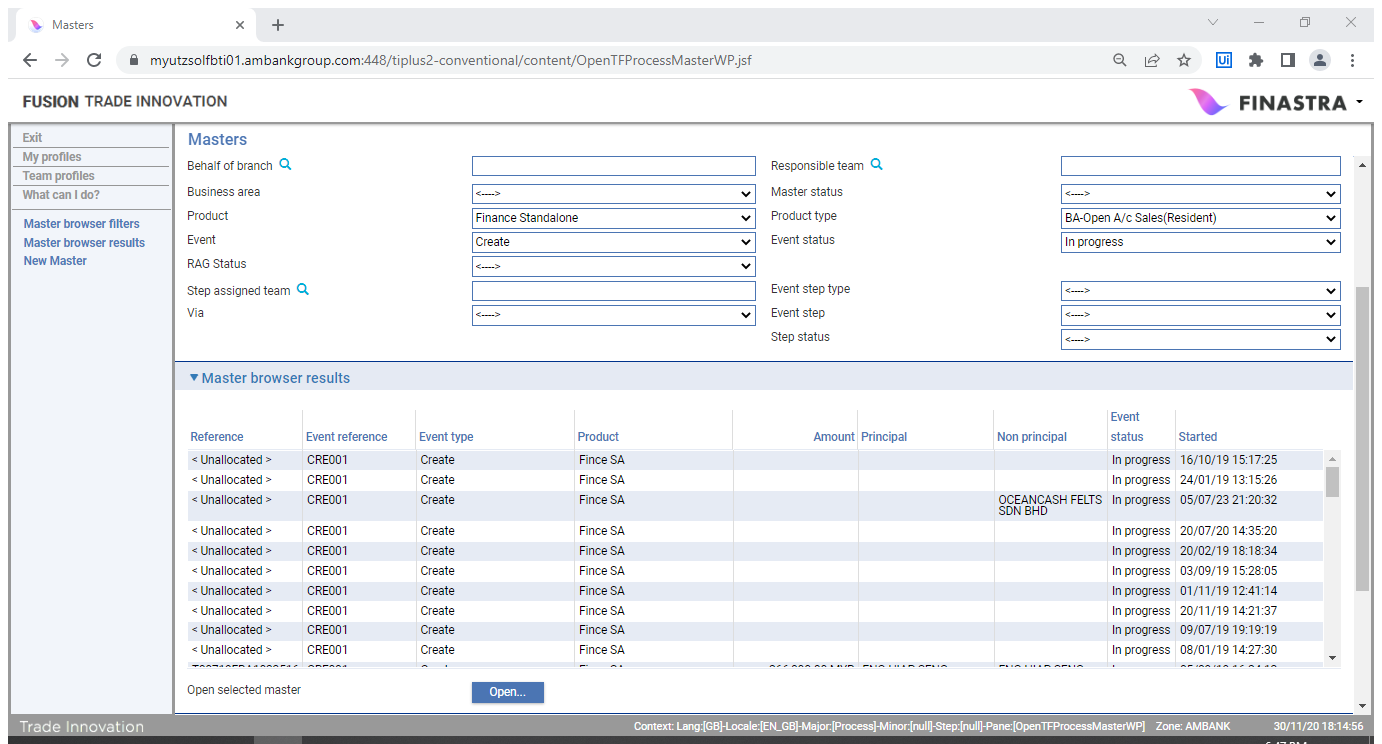 Masters
myutzsolfbti01.ambankgroup.com:448/tiplus2-conventional/content/OpenTFProcessMasterWP.jsf
Ui
FUSION TRADE INNOVATION
FINASTRA
Exit
My profiles
Team profiles
What can I do?
Master browser filters
Master browser results
New Master
Masters
Behalf of branch Responsible team
Business area <----> Master status <---->
Product Finance Standalone Product type BA-Open A/c Sales(Resident)
Event Create Event status In progress
RAG Status <---->
Step assigned team Event step type <---->
Via <----> Event step <---->
Step status <---->
Master browser results
Reference Event reference Event type Product Amount Principal Non principal Event status Started
< Unallocated > CRE001 Create Fince SA In progress 16/10/19 15:17:25
< Unallocated > CRE001 Create Fince SA In progress 24/01/19 13:15:26
< Unallocated > CRE001 Create Fince SA OCEANCASH FELTS SDN BHD In progress 05/07/23 21:20:32
< Unallocated > CRE001 Create Fince SA In progress 20/07/20 14:35:20
< Unallocated > CRE001 Create Fince SA In progress 20/02/19 18:18:34
< Unallocated > CRE001 Create Fince SA In progress 03/09/19 15:28:05
< Unallocated > CRE001 Create Fince SA In progress 01/11/19 12:41:14
< Unallocated > CRE001 Create Fince SA In progress 20/11/19 14:21:37
< Unallocated > CRE001 Create Fince SA In progress 09/07/19 19:19:19
< Unallocated > CRE001 Create Fince SA In progress 08/01/19 14:27:30
Open selected master Open...
Trade Innovation Context: Lang:[GB]-Locale:[EN_GB]-Major:[Process]-Minor:[null]-Step:[null]-Pane:[OpenTFProcessMasterWP] Zone: AMBANK 30/11/20 18:14:56